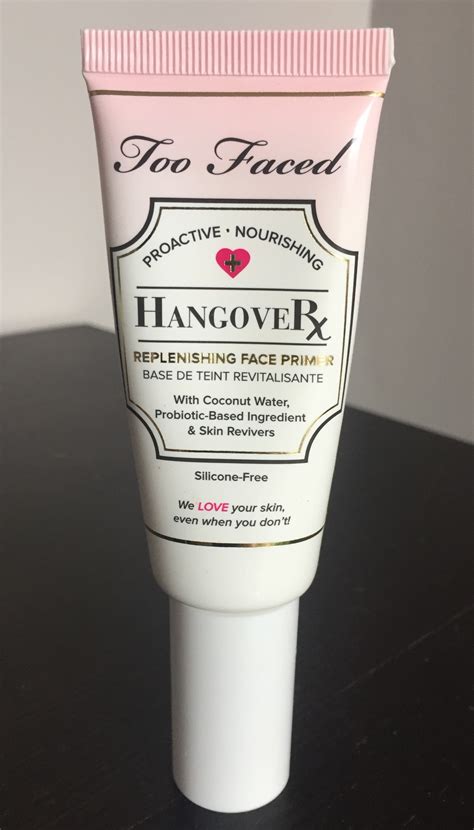 Too Faced
PROACTIVE · NOURISHING
HANGOVERx
REPLENISHING FACE PRIMER
BASE DE TEINT REVITALISANTE
With Coconut Water,
Probiotic-Based Ingredient
& Skin Revivers
Silicone-Free
We LOVE your skin,
even when you don't!